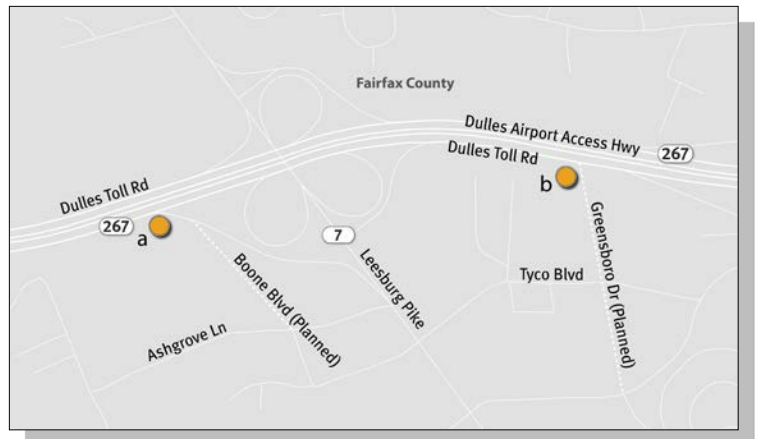 Fairfax County
Dulles Airport Access Hwy
267
Dulles Toll Rd
Dulles Toll Rd
267
a
b
7
Leesburg Pike
Boone Blvd (Planned)
Ashgrove Ln
Tyco Blvd
Greensboro Dr (Planned)